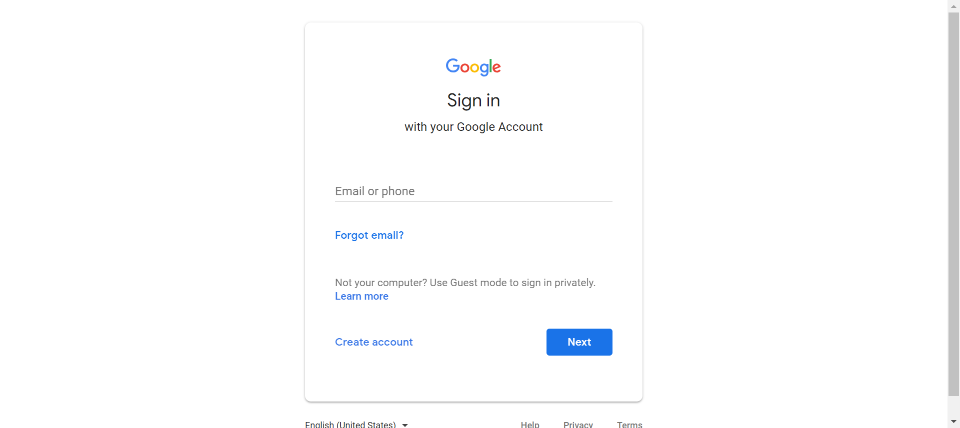 Google
Sign in
with your Google Account
Email or phone
Forgot email?
Not your computer? Use Guest mode to sign in privately.
Learn more
Create account
Next
English (United States)
Help
Privacy
Terms